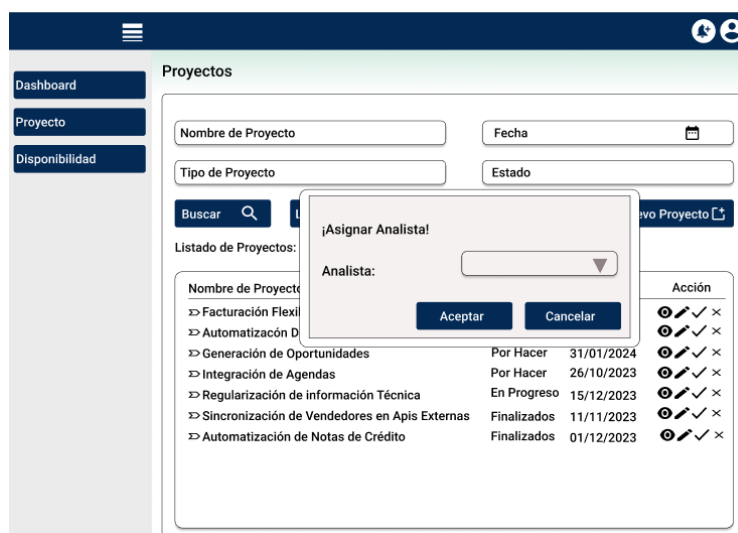 Proyectos
Dashboard
Proyecto
Disponibilidad
Nombre de Proyecto
Fecha
Tipo de Proyecto
Estado
Buscar
Proyecto
Listado de Proyectos:
¡Asignar Analista!
Analista:
Aceptar
Cancelar
Nombre de
Acción
Facturación
Automatizacón
Generación de Oportunidades Por Hacer 31/01/2024
Integración de Agendas Por Hacer 26/10/2023
Regularización de información Técnica En Progreso 15/12/2023
Sincronización de Vendedores en Apis Externas Finalizados 11/11/2023
Automatización de Notas de Crédito Finalizados 01/12/2023